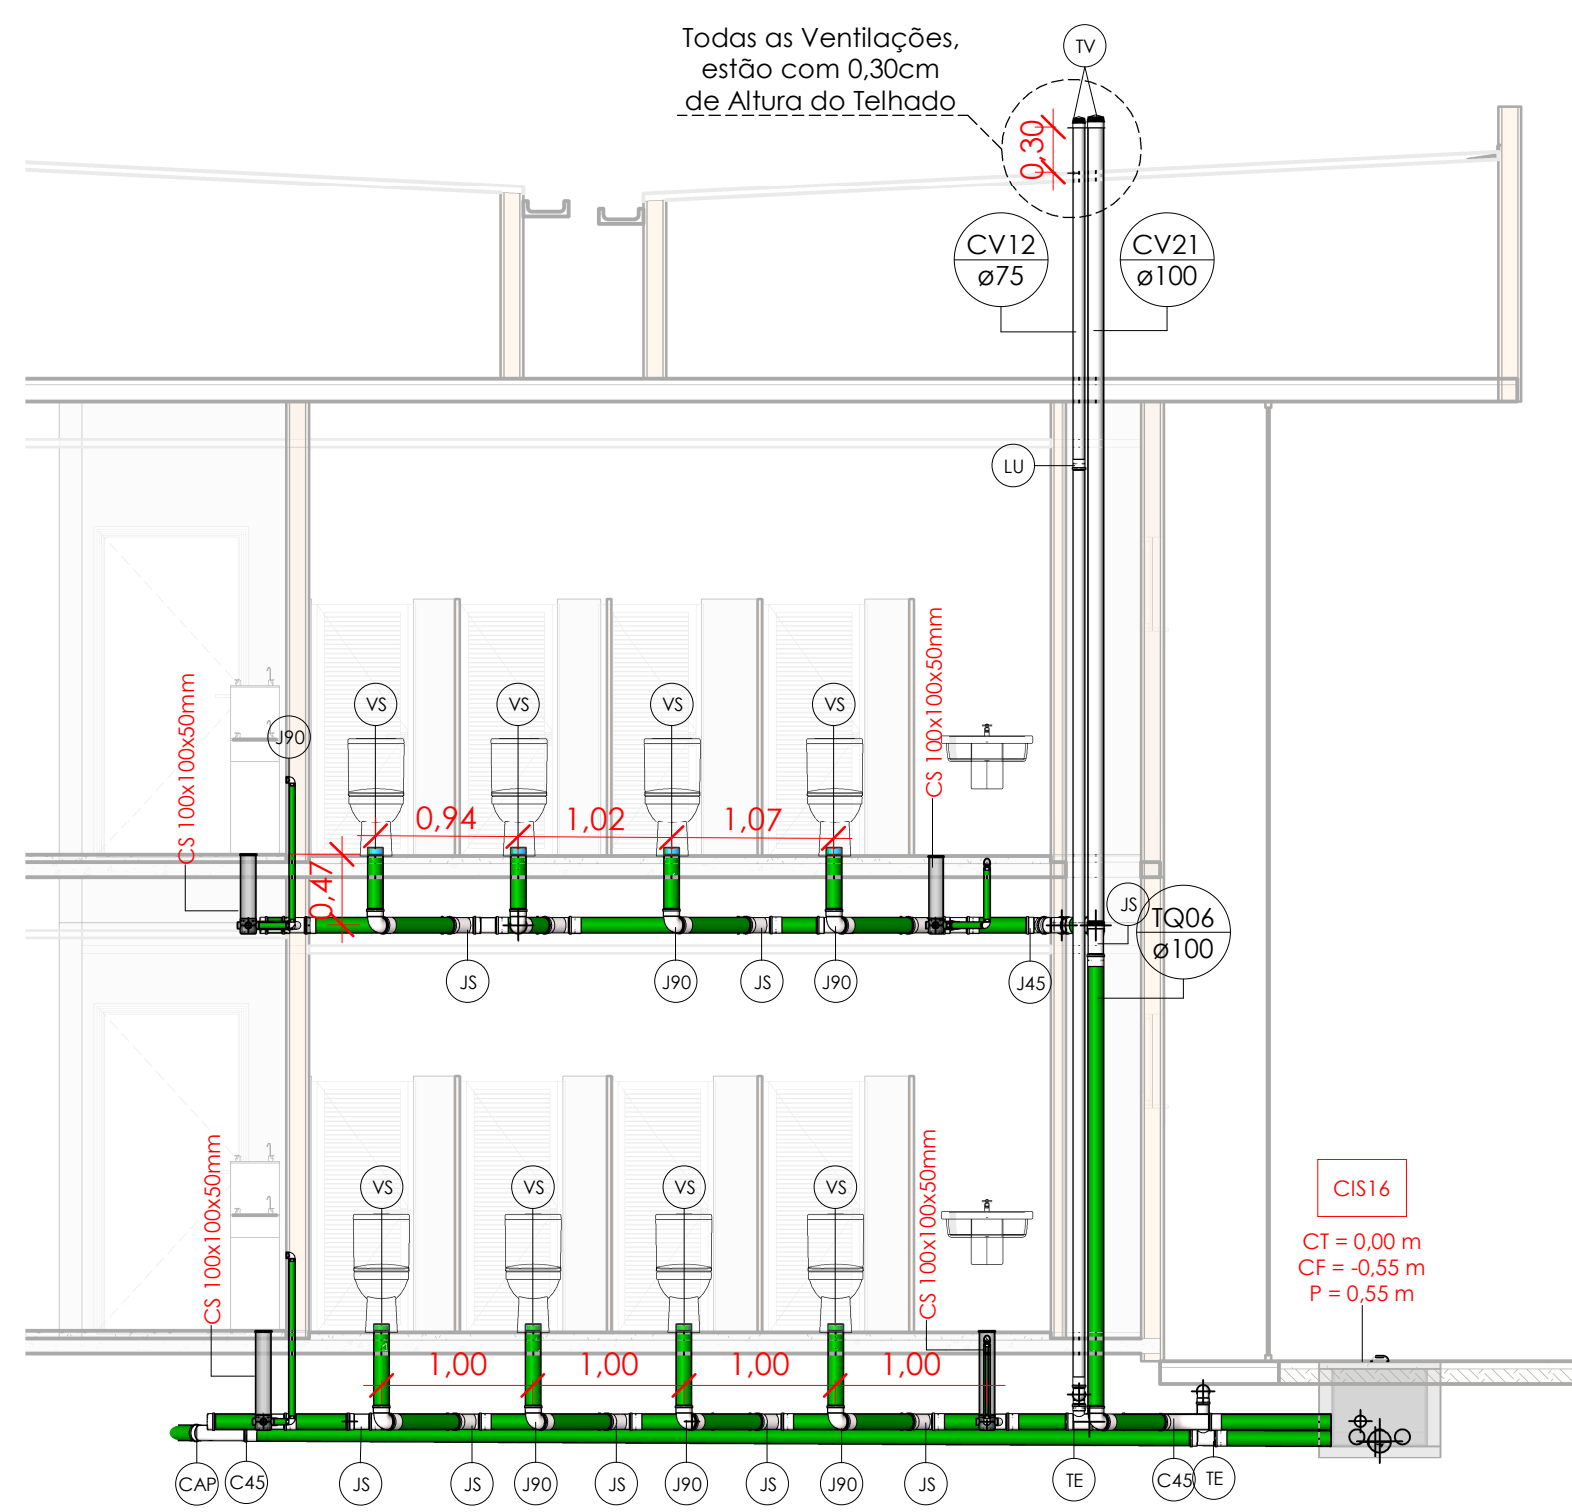 Todas as Ventilações,
estão com 0,30cm
de Altura do Telhado
TV
0,30
CV12
ø75
CV21
ø100
LU
CS 100x100x50mm
J90
VS
VS
VS
VS
CS 100x100x50mm
0,94
1,02
1,07
0,47
JS
TQ06
ø100
JS
J90
JS
J90
J45
CS 100x100x50mm
VS
VS
VS
VS
CS 100x100x50mm
CIS16
CT = 0,00 m
CF = -0,55 m
P = 0,55 m
1,00
1,00
1,00
1,00
CAP
C45
JS
JS
J90
JS
J90
JS
J90
JS
TE
C45
TE